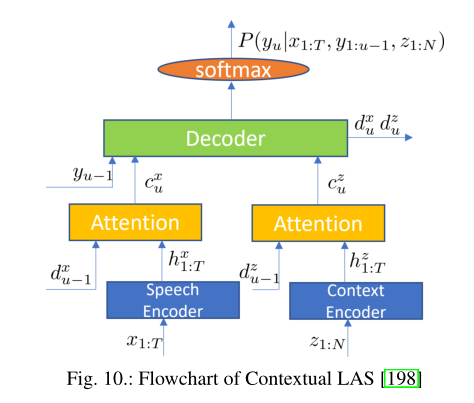 P(y_u|x_{1:T}, y_{1:u−1}, z_{1:N})
softmax
Decoder
d_u^x d_u^z
y_{u−1}
c_u^x
c_u^z
Attention
Attention
d_{u−1}^x
h_{1:T}^x
d_{u−1}^z
h_{1:T}^z
Speech
Encoder
Context
Encoder
x_{1:T}
z_{1:N}
Fig. 10.: Flowchart of Contextual LAS [198]